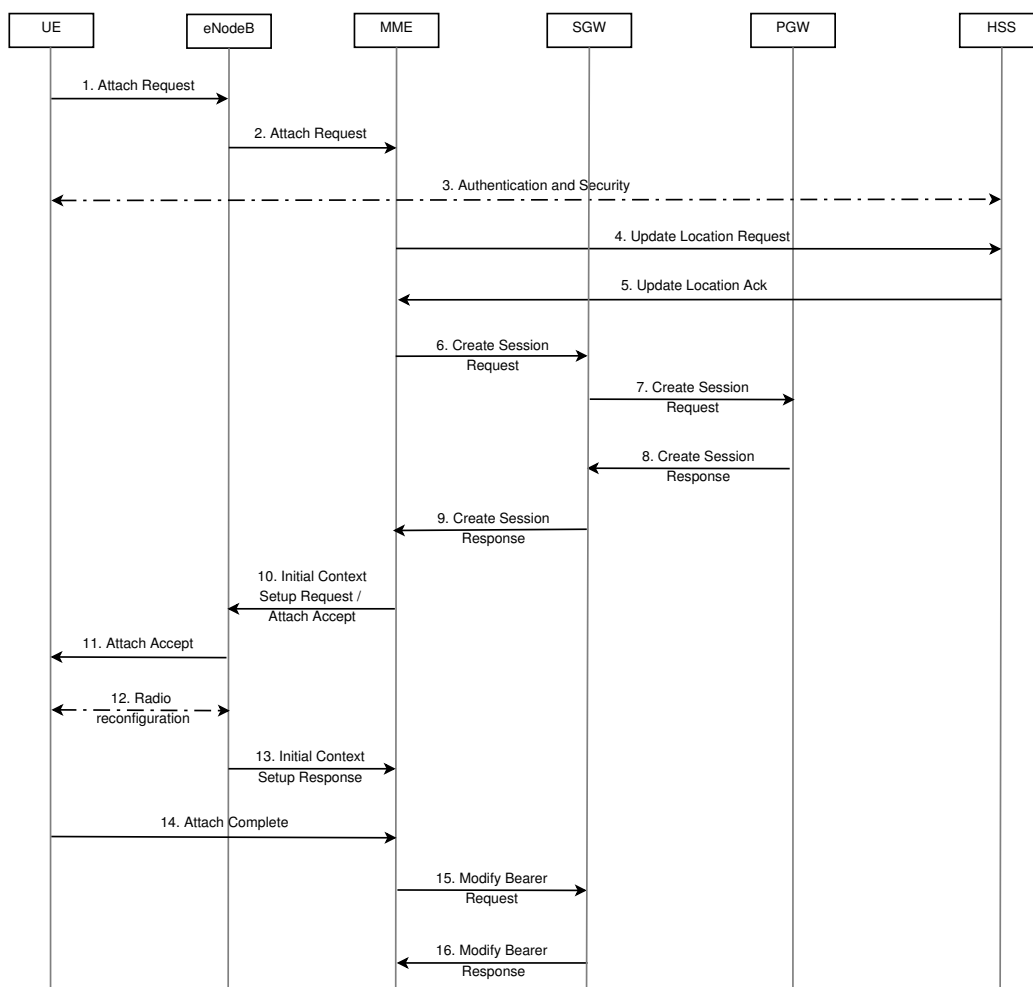 UE
eNodeB
MME
SGW
PGW
HSS
1. Attach Request
2. Attach Request
3. Authentication and Security
4. Update Location Request
5. Update Location Ack
6. Create Session
Request
7. Create Session
Request
8. Create Session
Response
9. Create Session
Response
10. Initial Context
Setup Request /
Attach Accept
11. Attach Accept
12. Radio
reconfiguration
13. Initial Context
Setup Response
14. Attach Complete
15. Modify Bearer
Request
16. Modify Bearer
Response